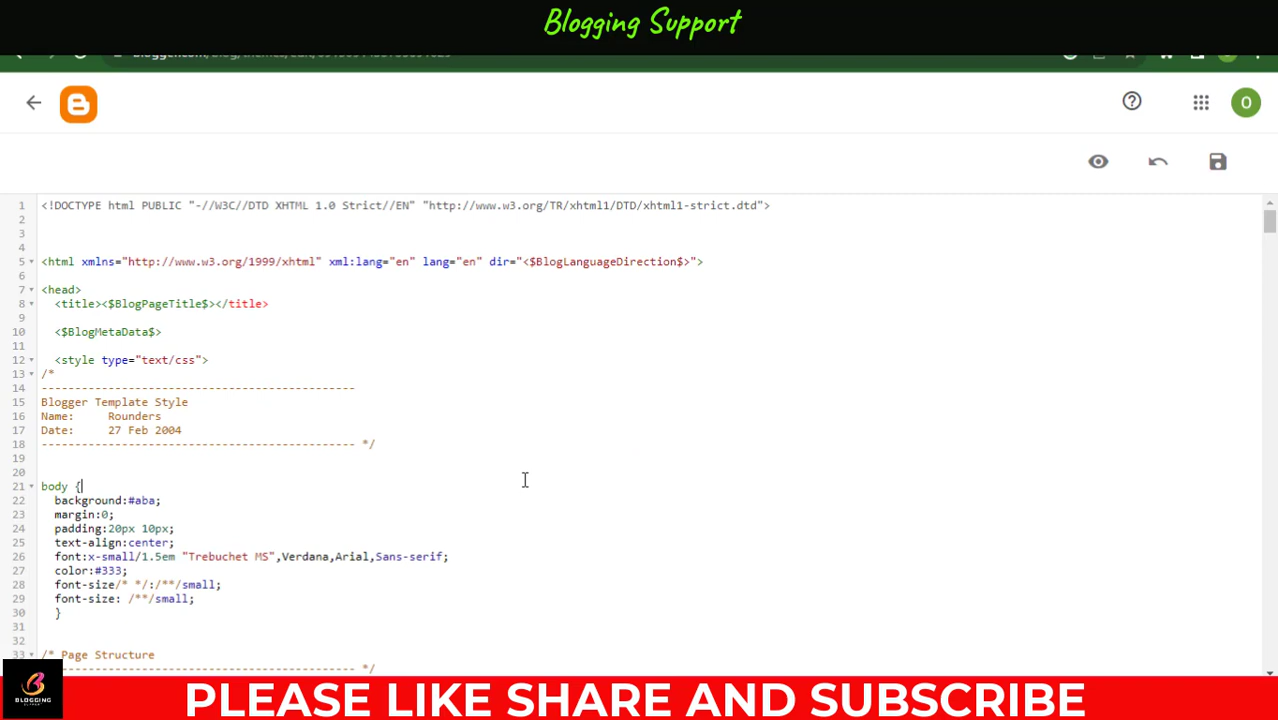 Blogging Support
O
1 <!DOCTYPE html PUBLIC "-//W3C//DTD XHTML 1.0 Strict//EN" "http://www.w3.org/TR/xhtml1/DTD/xhtml1-strict.dtd">
2
3
4
5 <html xmlns="http://www.w3.org/1999/xhtml" xml:lang="en" lang="en" dir="<$BlogLanguageDirection$>">
6
7 <head>
8 <title><$BlogPageTitle$></title>
9
10 <$BlogMetaData$>
11
12 <style type="text/css">
13 /*
14 -----------------------------------------------
15 Blogger Template Style
16 Name: Rounders
17 Date: 27 Feb 2004
18 ----------------------------------------------- */
19
20
21 body {
22 background:#aba;
23 margin:0;
24 padding:20px 10px;
25 text-align:center;
26 font:x-small/1.5em "Trebuchet MS",Verdana,Arial,Sans-serif;
27 color:#333;
28 font-size/* */:/**/small;
29 font-size: /**/small;
30 }
31
32
33 /* Page Structure
----------------------------------------------- */
BLOGGING
PLEASE LIKE SHARE AND SUBSCRIBE